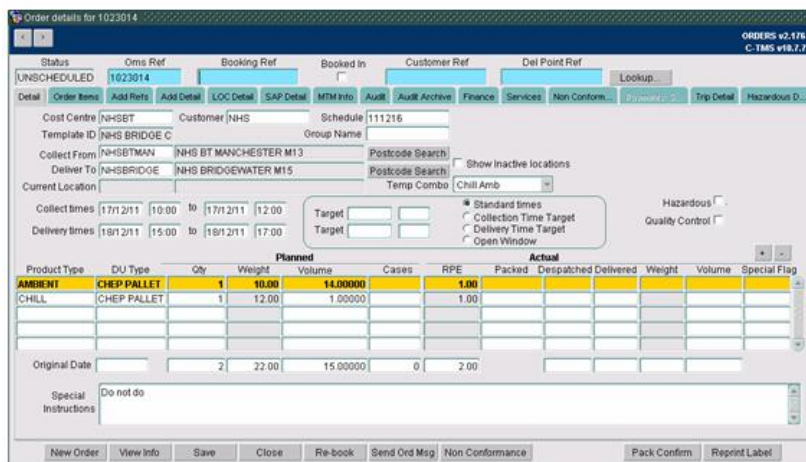 Order details for 1023014
ORDERS v2.176
C-TMS v10.7.7
Status Oms Ref Booking Ref Booked In Customer Ref Del Point Ref
UNSCHEDULED 1023014 Lookup...
Detail Order Items Add Refs Add Detail LOC Detail SAP Detail MTM Info Audit Audit Archive Finance Services Non Conform... Trip Detail Hazardous D...
Cost Centre NHSBT Customer NHS Schedule 111216
Template ID NHS BRIDGE C Group Name
Collect From NHSBTMAN NHS BT MANCHESTER M13 Postcode Search Show Inactive locations
Deliver To NHSBRIDGE NHS BRIDGEWATER M15 Postcode Search
Current Location Temp Combo Chill Amb
Collect times 17/12/11 10:00 to 17/12/11 12:00 Target Standard times Hazardous
Collection Time Target
Delivery times 18/12/11 15:00 to 18/12/11 17:00 Target Delivery Time Target Quality Control
Open Window
Planned Actual + -
Product Type DU Type Qty Weight Volume Cases RPE Packed Despatched Delivered Weight Volume Special Flag
AMBIENT CHEP PALLET 1 10.00 14.00000 1.00
CHILL CHEP PALLET 1 12.00 1.00000 1.00
Original Date 2 22.00 15.00000 0 2.00
Special Instructions Do not do
New Order View Info Save Close Re-book Send Ord Msg Non Conformance Pack Confirm Reprint Label